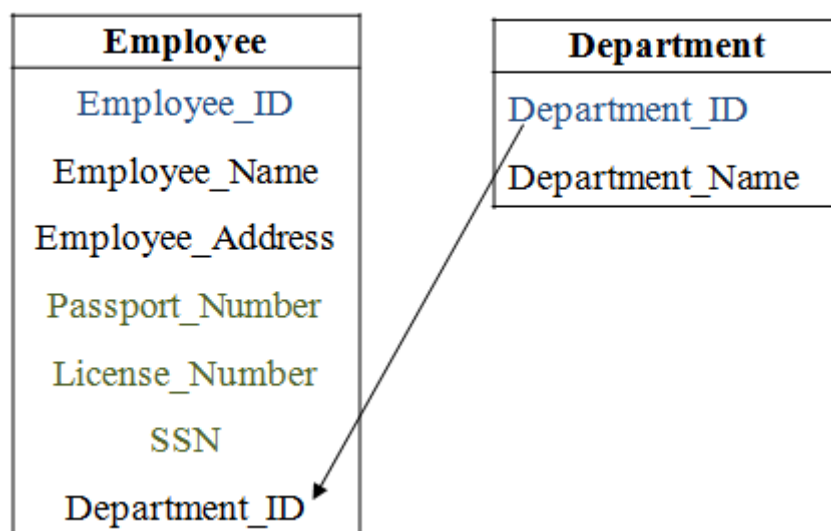 Employee
Employee_ID
Employee_Name
Employee_Address
Passport_Number
License_Number
SSN
Department_ID
Department
Department_ID
Department_Name